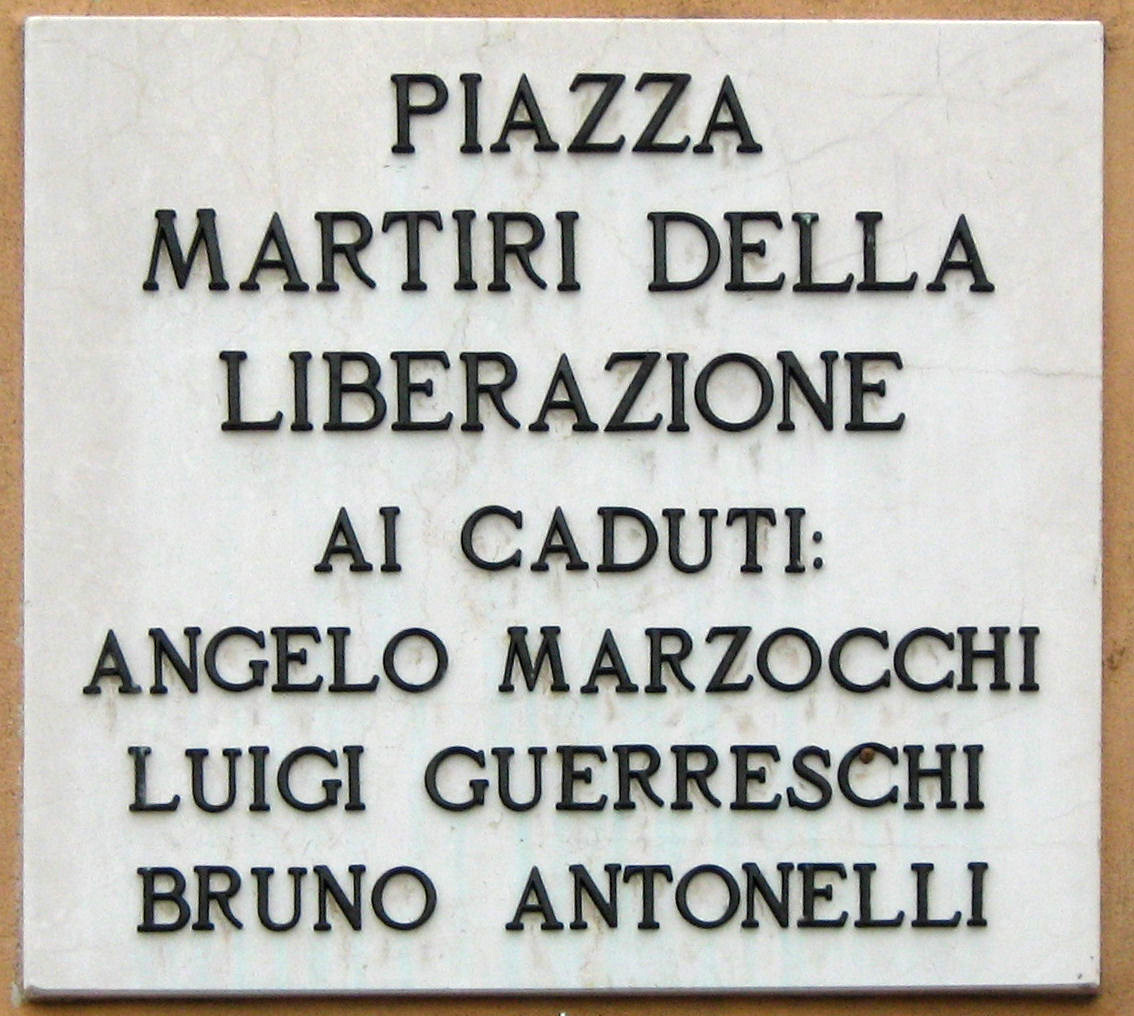 PIAZZA
MARTIRI DELLA
LIBERAZIONE
AI CADUTI:
ANGELO MARZOCCHI
LUIGI GUERRESCHI
BRUNO ANTONELLI